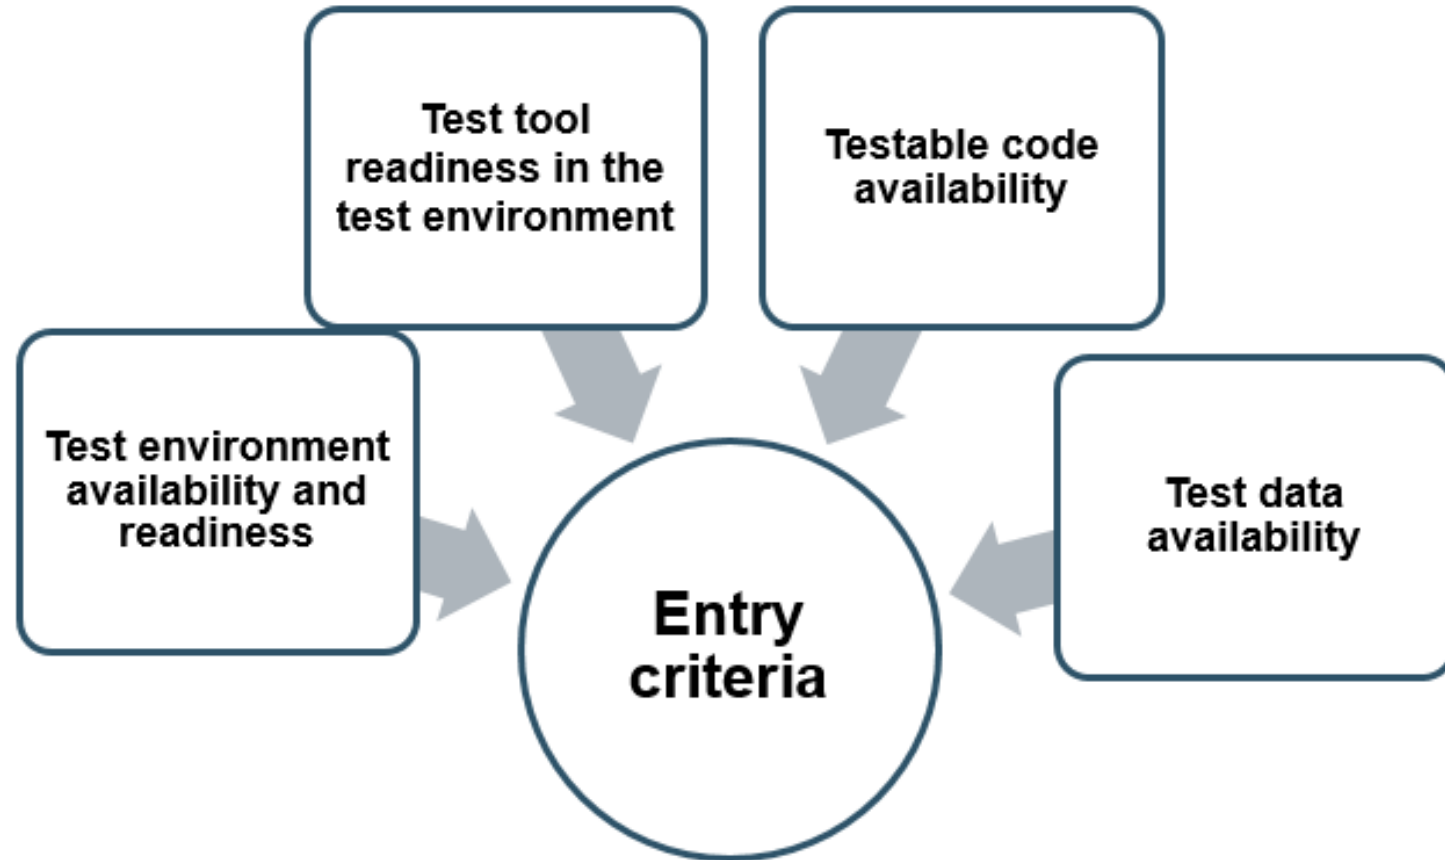 Test tool
readiness in the
test environment
Testable code
availability
Test environment
availability and
readiness
Test data
availability
Entry
criteria